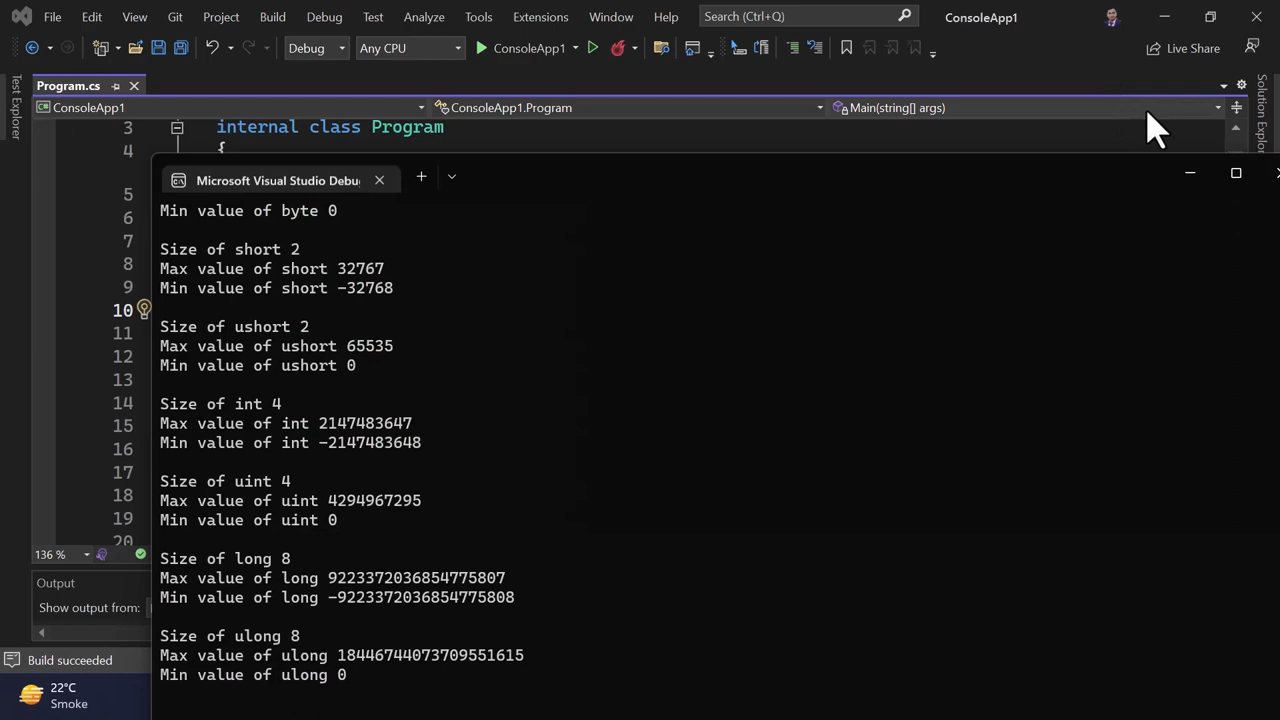 File Edit View Git Project Build Debug Test Analyze Tools Extensions Window Help Search (Ctrl+Q) ConsoleApp1
Debug Any CPU ConsoleApp1 Live Share
Test Explorer
Program.cs
Solution Explorer
ConsoleApp1 ConsoleApp1.Program Main(string[] args)
3 internal class Program
4 {
5
6
7
8
9
10
11
12
13
14
15
16
17
18
19
20
Microsoft Visual Studio Debug
Min value of byte 0
Size of short 2
Max value of short 32767
Min value of short -32768
Size of ushort 2
Max value of ushort 65535
Min value of ushort 0
Size of int 4
Max value of int 2147483647
Min value of int -2147483648
Size of uint 4
Max value of uint 4294967295
Min value of uint 0
Size of long 8
Max value of long 9223372036854775807
Min value of long -9223372036854775808
Size of ulong 8
Max value of ulong 18446744073709551615
Min value of ulong 0
136 %
Output
Show output from:
Build succeeded
22°C
Smoke